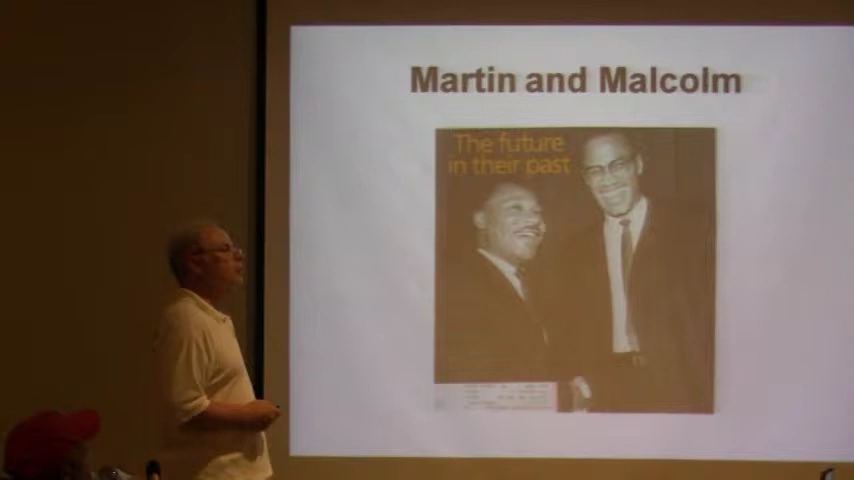 Martin and Malcolm
The future
in their past